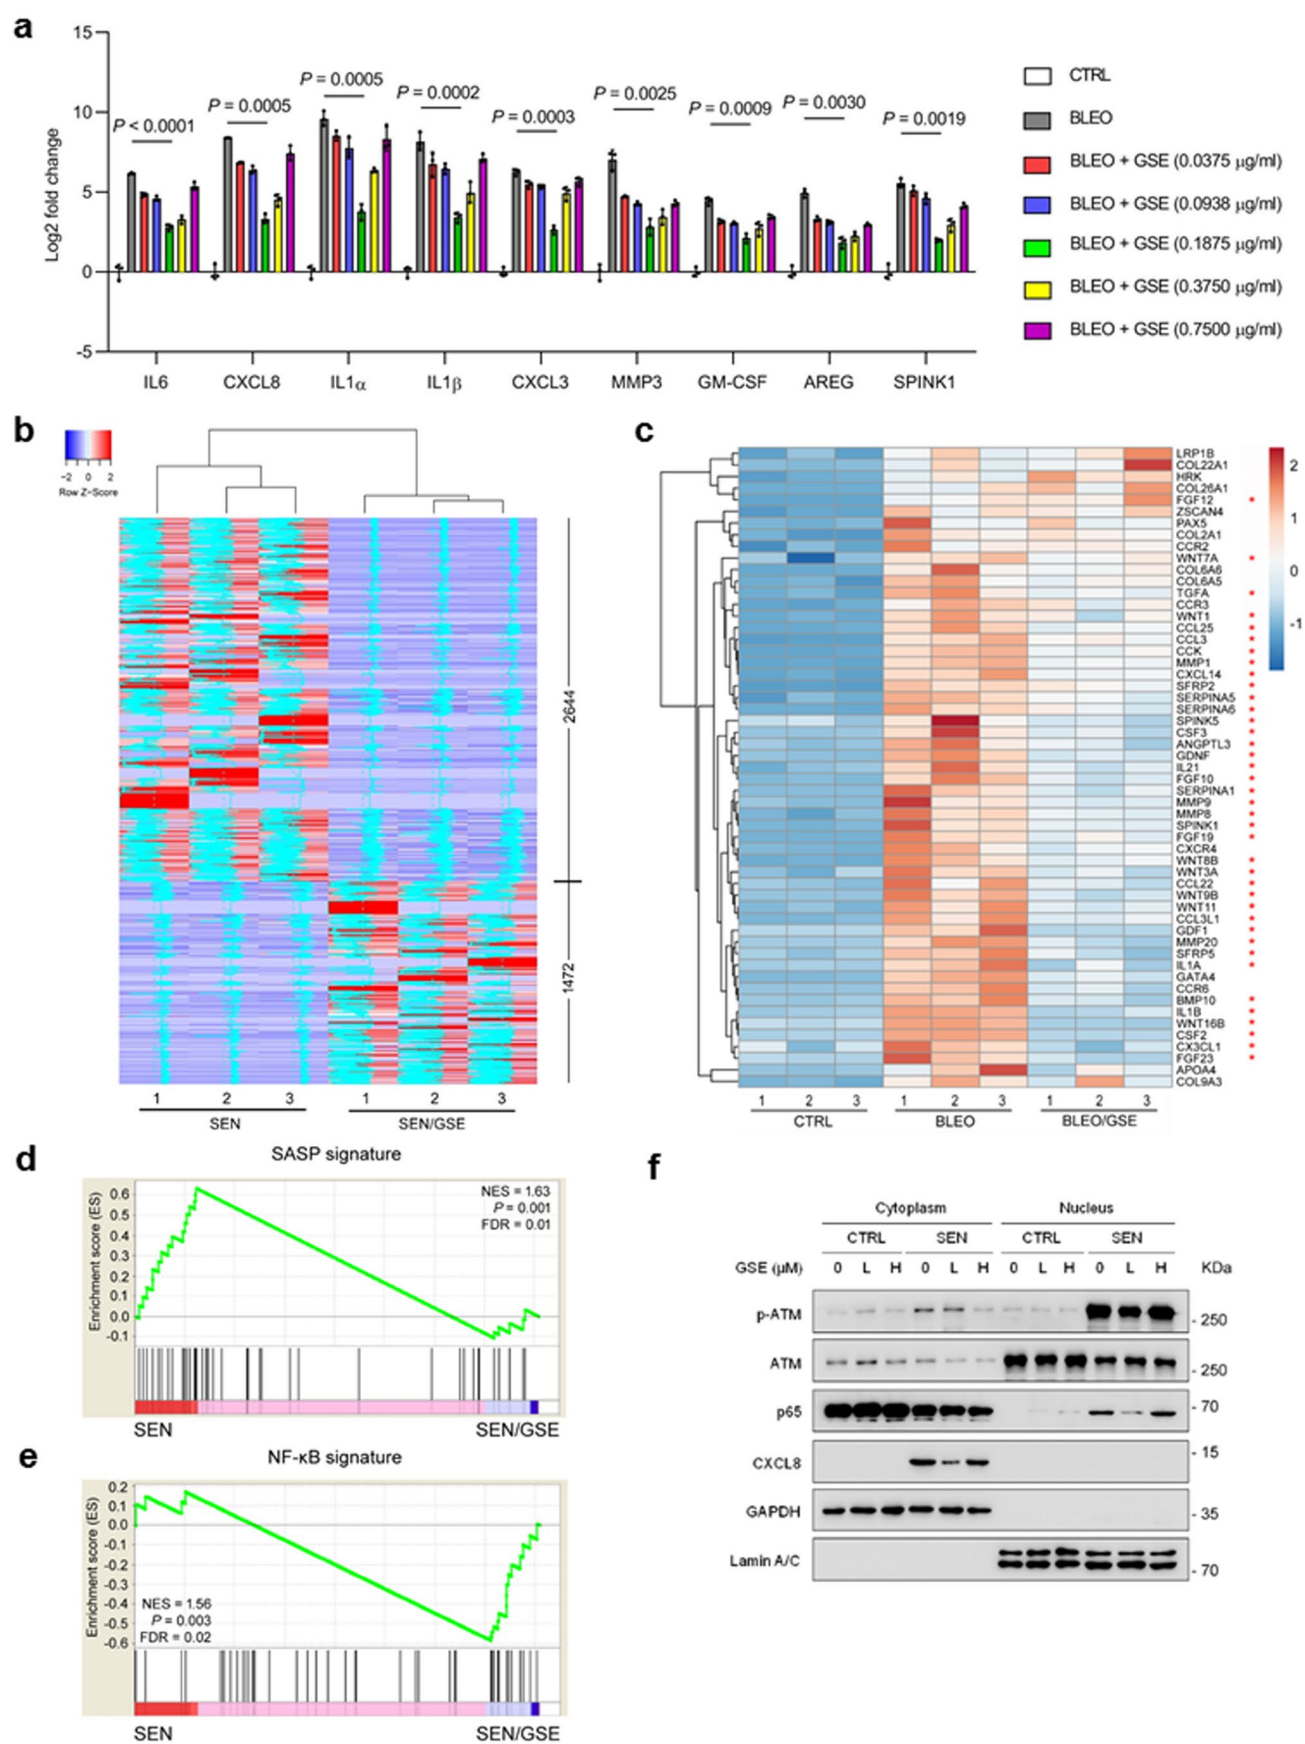 a
15
10
5
0
-5
Log2 fold change
P < 0.0001
P = 0.0005
P = 0.0005
P = 0.0002
P = 0.0003
P = 0.0025
P = 0.0009
P = 0.0030
P = 0.0019
IL6 CXCL8 IL1α IL1β CXCL3 MMP3 GM-CSF AREG SPINK1
CTRL
BLEO
BLEO + GSE (0.0375 μg/ml)
BLEO + GSE (0.0938 μg/ml)
BLEO + GSE (0.1875 μg/ml)
BLEO + GSE (0.3750 μg/ml)
BLEO + GSE (0.7500 μg/ml)
b
−2 0 2
Row Z−Score
2644
1472
1 2 3 1 2 3
SEN SEN/GSE
c
LRP1B
COL22A1
HRK
COL26A1
FGF12 *
ZSCAN4
PAX5
COL2A1
CCR2
WNT7A *
COL6A6
COL6A5
TGFA *
CCR3
WNT1 *
CCL25 *
CCL3 *
CCK *
MMP1 *
CXCL14 *
SFRP2 *
SERPINA5 *
SERPINA6 *
SPINK5 *
CSF3 *
ANGPTL3 *
GDNF *
IL21 *
FGF10 *
SERPINA1 *
MMP9 *
MMP8 *
SPINK1 *
FGF19 *
CXCR4
WNT8B *
WNT3A *
CCL22 *
WNT9B *
WNT11 *
CCL3L1 *
GDF1 *
MMP20 *
SFRP5 *
IL1A *
GATA4
CCR6
BMP10 *
IL1B *
WNT16B *
CSF2 *
CX3CL1 *
FGF23 *
APOA4
COL9A3
2
1
0
-1
1 2 3 1 2 3 1 2 3
CTRL BLEO BLEO/GSE
d
SASP signature
NES = 1.63
P = 0.001
FDR = 0.01
Enrichment score (ES)
0.6
0.5
0.4
0.3
0.2
0.1
0.0
-0.1
SEN SEN/GSE
e
NF-κB signature
Enrichment score (ES)
0.2
0.1
0.0
-0.1
-0.2
-0.3
-0.4
-0.5
-0.6
NES = 1.56
P = 0.003
FDR = 0.02
SEN SEN/GSE
f
Cytoplasm Nucleus
CTRL SEN CTRL SEN
GSE (μM) 0 L H 0 L H 0 L H 0 L H KDa
p-ATM - 250
ATM - 250
p65 - 70
CXCL8 - 15
GAPDH - 35
Lamin A/C - 70